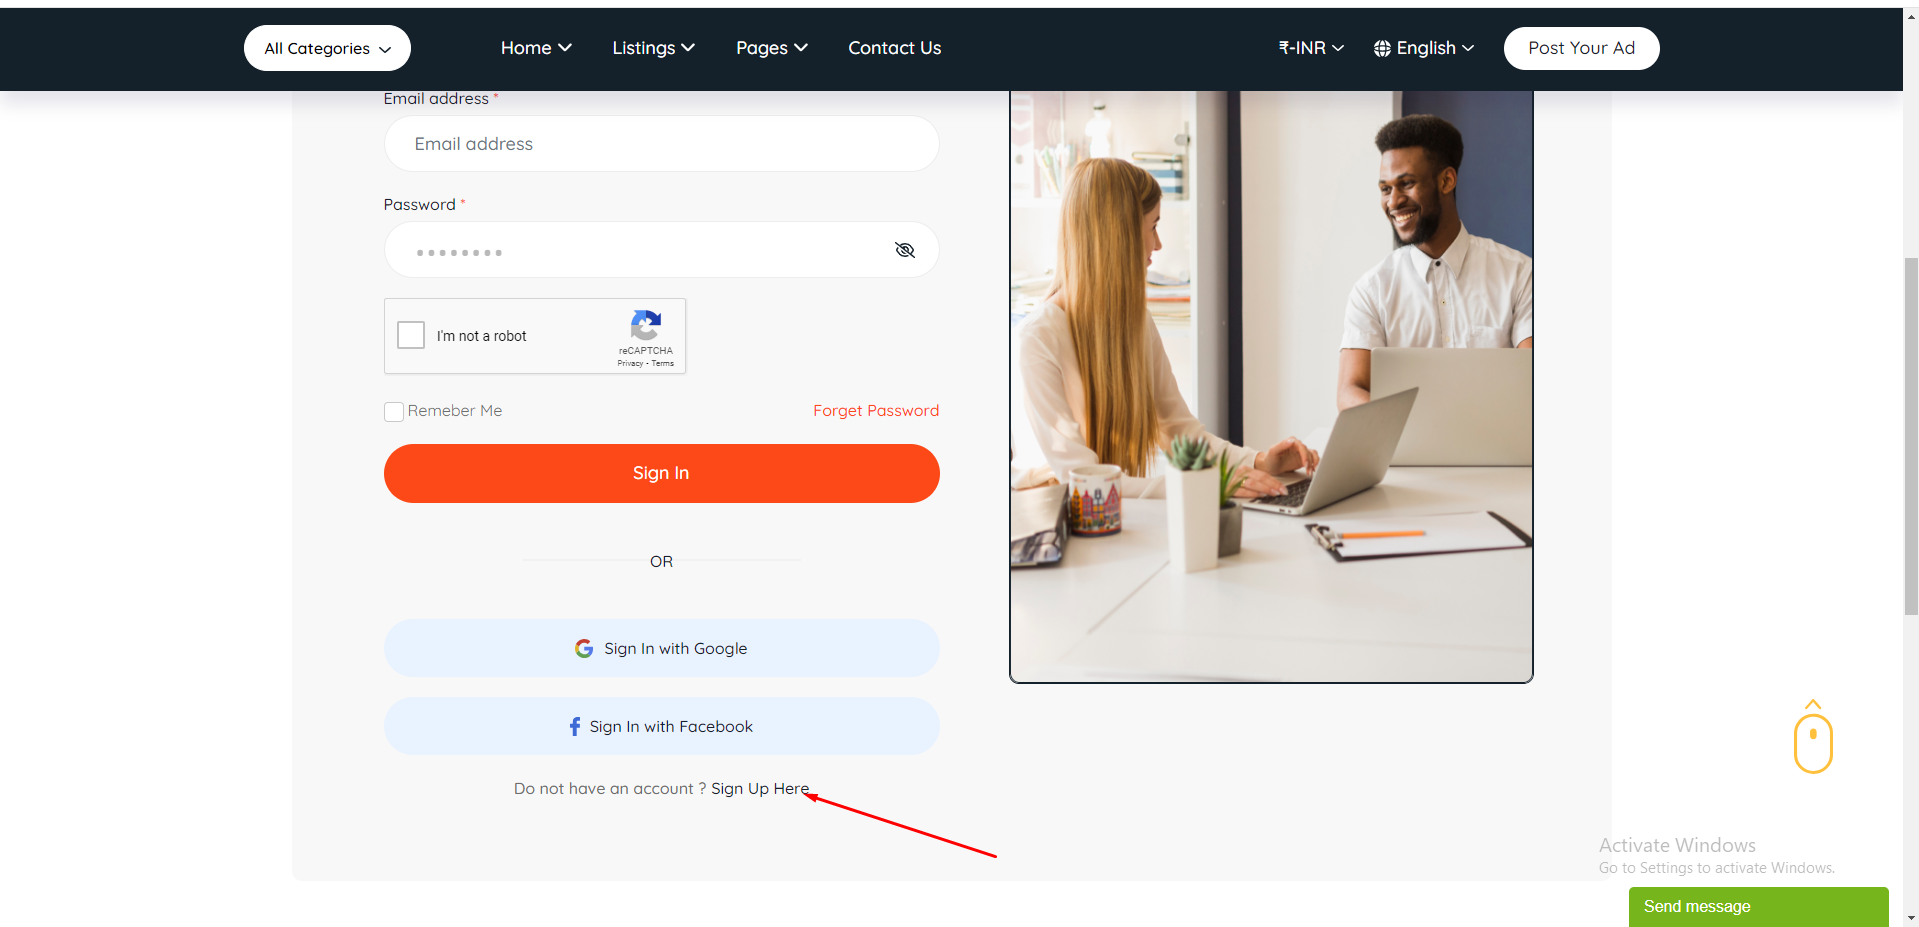 All Categories
Home
Listings
Pages
Contact Us
₹-INR
English
Post Your Ad
Email address *
Email address
Password *
I'm not a robot
reCAPTCHA
Privacy - Terms
Remeber Me
Forget Password
Sign In
OR
Sign In with Google
Sign In with Facebook
Do not have an account ? Sign Up Here
Activate Windows
Go to Settings to activate Windows.
Send message